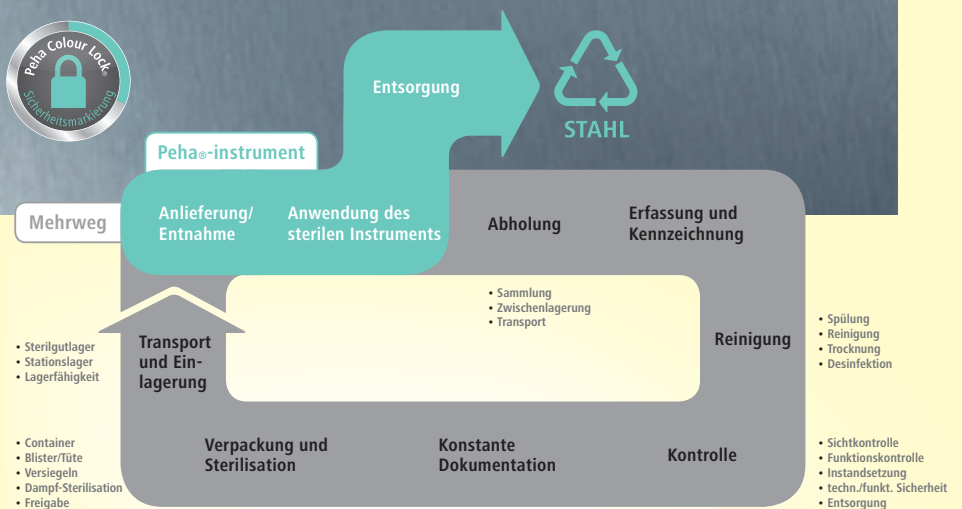 Peha Colour Lock®
Sicherheitsmarkierung
Entsorgung
STAHL
Peha®-instrument
Mehrweg
Anlieferung/
Entnahme
Anwendung des
sterilen Instruments
Abholung
Erfassung und
Kennzeichnung
• Sammlung
• Zwischenlagerung
• Transport
Reinigung
• Spülung
• Reinigung
• Trocknung
• Desinfektion
• Sterilgutlager
• Stationslager
• Lagerfähigkeit
Transport
und Ein-
lagerung
• Container
• Blister/Tüte
• Versiegeln
• Dampf-Sterilisation
• Freigabe
Verpackung und
Sterilisation
Konstante
Dokumentation
Kontrolle
• Sichtkontrolle
• Funktionskontrolle
• Instandsetzung
• techn./funkt. Sicherheit
• Entsorgung